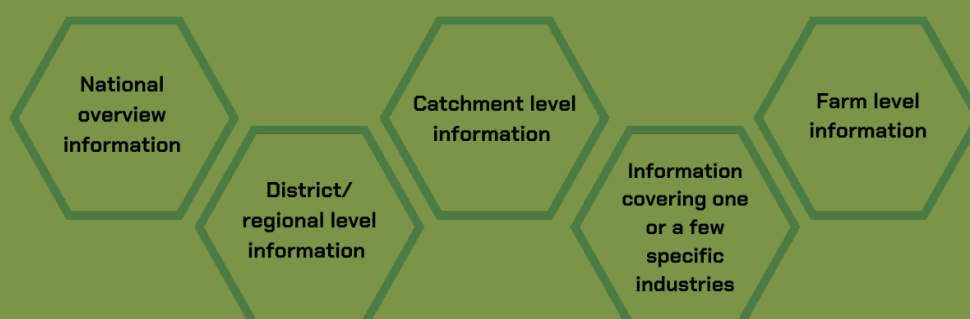 National
overview
information
District/
regional level
information
Catchment level
information
Information
covering one
or a few
specific
industries
Farm level
information